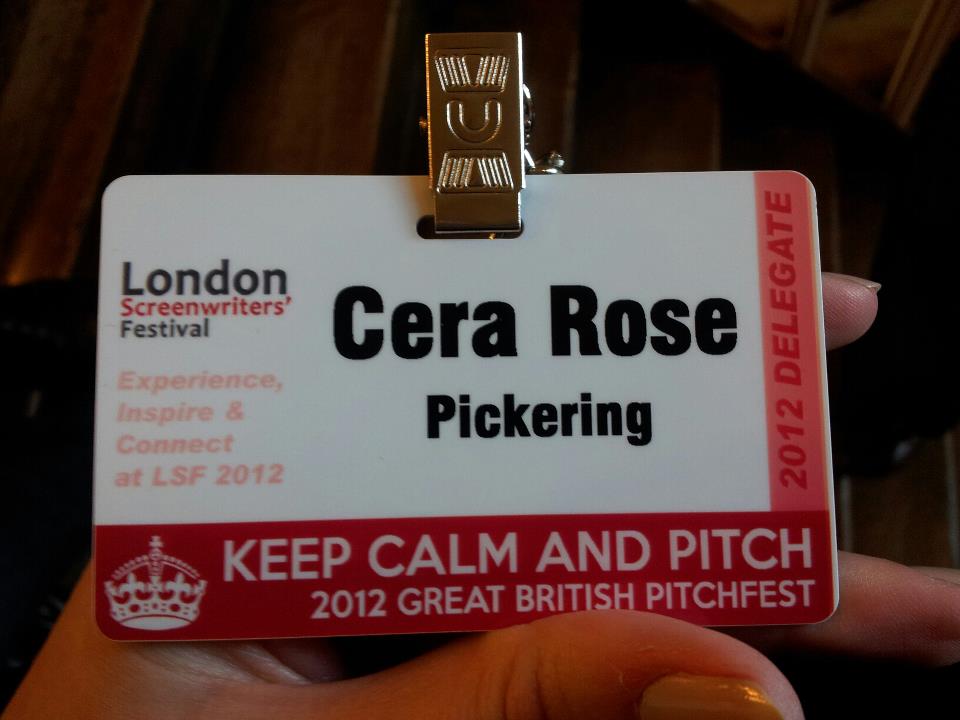 London
Screenwriters'
Festival
Experience,
Inspire &
Connect
at LSF 2012
Cera Rose
Pickering
2012 DELEGATE
KEEP CALM AND PITCH
2012 GREAT BRITISH PITCHFEST